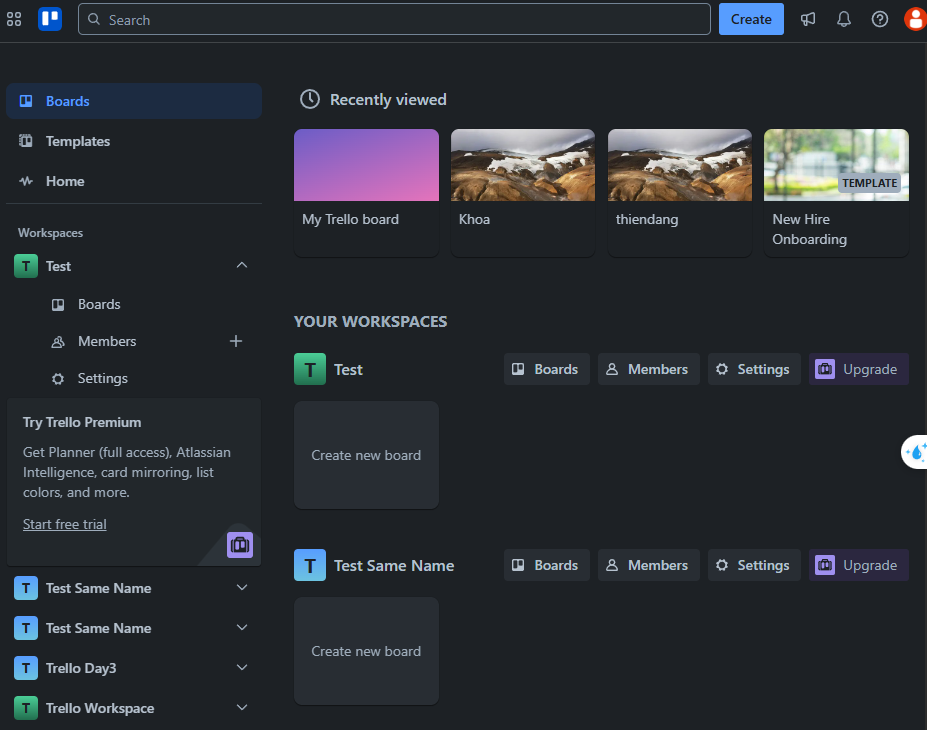 Search
Create
Boards
Templates
Home
Workspaces
T Test
Boards
Members
Settings
Try Trello Premium
Get Planner (full access), Atlassian
Intelligence, card mirroring, list
colors, and more.
Start free trial
T Test Same Name
T Test Same Name
T Trello Day3
T Trello Workspace
Recently viewed
My Trello board
Khoa
thiendang
TEMPLATE
New Hire
Onboarding
YOUR WORKSPACES
T Test Boards Members Settings Upgrade
Create new board
T Test Same Name Boards Members Settings Upgrade
Create new board